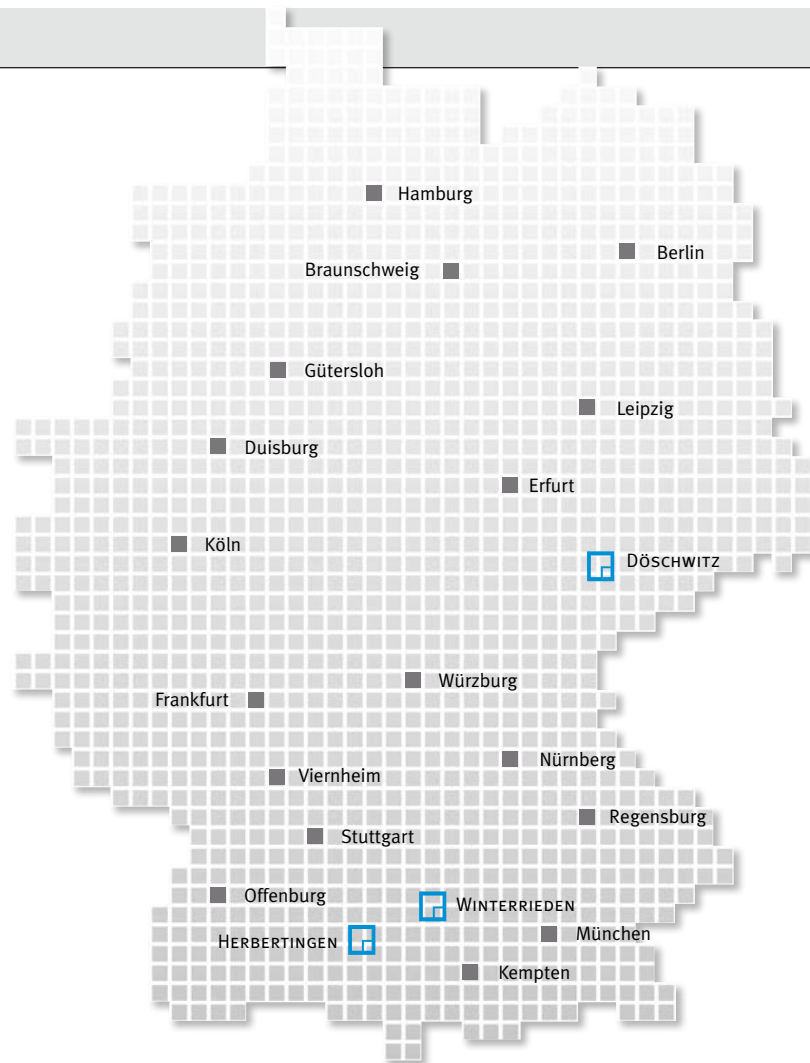 Hamburg
Berlin
Braunschweig
Gütersloh
Leipzig
Duisburg
Erfurt
Köln
Döschwitz
Würzburg
Frankfurt
Nürnberg
Viernheim
Regensburg
Stuttgart
Offenburg
Winterrieden
München
Herbertingen
Kempten